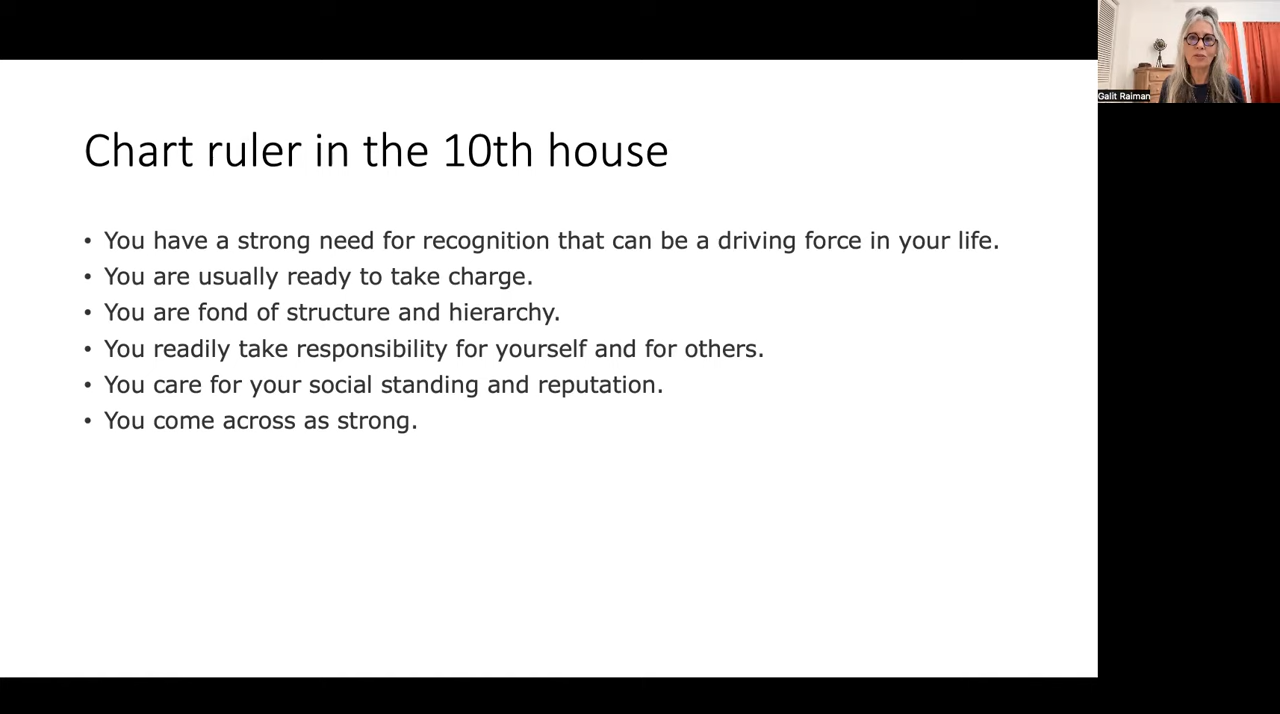 Galit Raiman
Chart ruler in the 10th house
• You have a strong need for recognition that can be a driving force in your life.
• You are usually ready to take charge.
• You are fond of structure and hierarchy.
• You readily take responsibility for yourself and for others.
• You care for your social standing and reputation.
• You come across as strong.